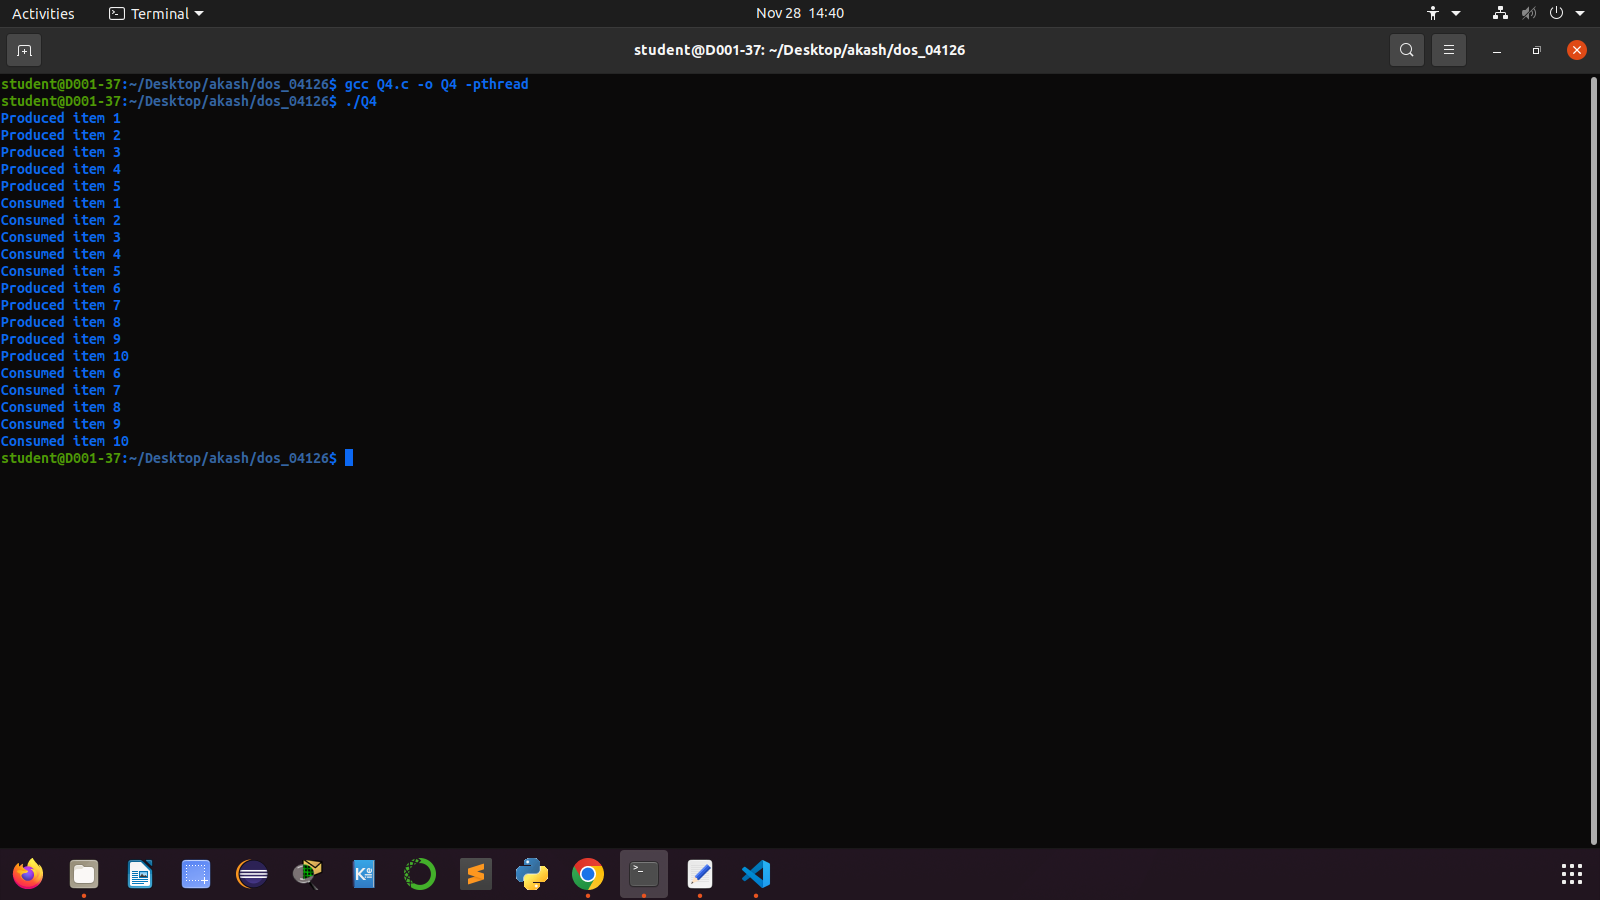 Activities Terminal Nov 28 14:40
student@D001-37: ~/Desktop/akash/dos_04126
student@D001-37:~/Desktop/akash/dos_04126$ gcc Q4.c -o Q4 -pthread
student@D001-37:~/Desktop/akash/dos_04126$ ./Q4
Produced item 1
Produced item 2
Produced item 3
Produced item 4
Produced item 5
Consumed item 1
Consumed item 2
Consumed item 3
Consumed item 4
Consumed item 5
Produced item 6
Produced item 7
Produced item 8
Produced item 9
Produced item 10
Consumed item 6
Consumed item 7
Consumed item 8
Consumed item 9
Consumed item 10
student@D001-37:~/Desktop/akash/dos_04126$